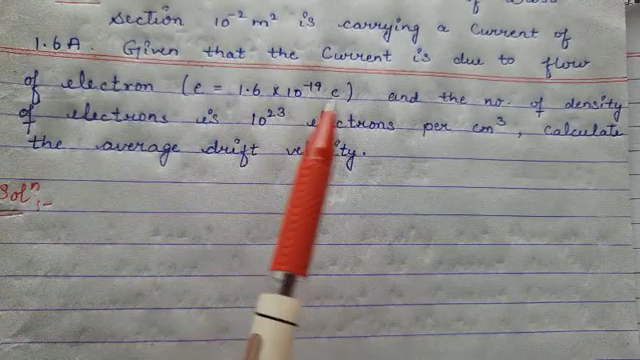 of
section 10⁻² m² is carrying a current of
1.6 A. Given that the current is due to flow
of electron (e = 1.6 × 10⁻¹⁹ c) and the no. of density
of electrons is 10²³ per cm³, calculate
the average drift.
Solⁿ:-